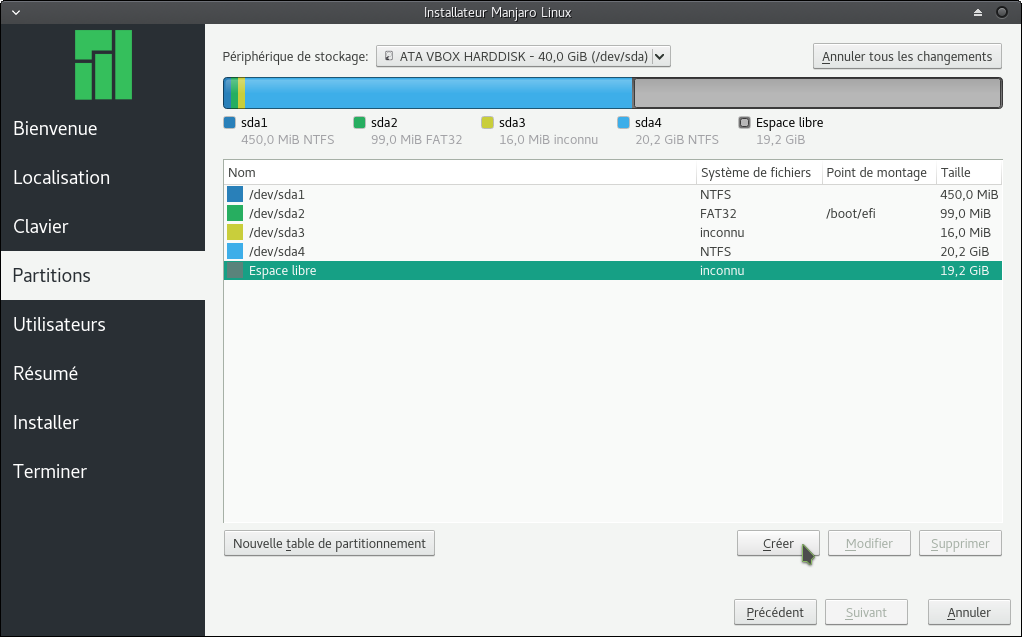 Installateur Manjaro Linux
Périphérique de stockage: ATA VBOX HARDDISK - 40,0 GiB (/dev/sda) Annuler tous les changements
sda1 sda2 sda3 sda4 Espace libre
450,0 MiB NTFS 99,0 MiB FAT32 16,0 MiB inconnu 20,2 GiB NTFS 19,2 GiB
Bienvenue
Localisation
Clavier
Partitions
Utilisateurs
Résumé
Installer
Terminer
Nom Système de fichiers Point de montage Taille
/dev/sda1 NTFS 450,0 MiB
/dev/sda2 FAT32 /boot/efi 99,0 MiB
/dev/sda3 inconnu 16,0 MiB
/dev/sda4 NTFS 20,2 GiB
Espace libre inconnu 19,2 GiB
Nouvelle table de partitionnement Créer Modifier Supprimer
Précédent Suivant Annuler